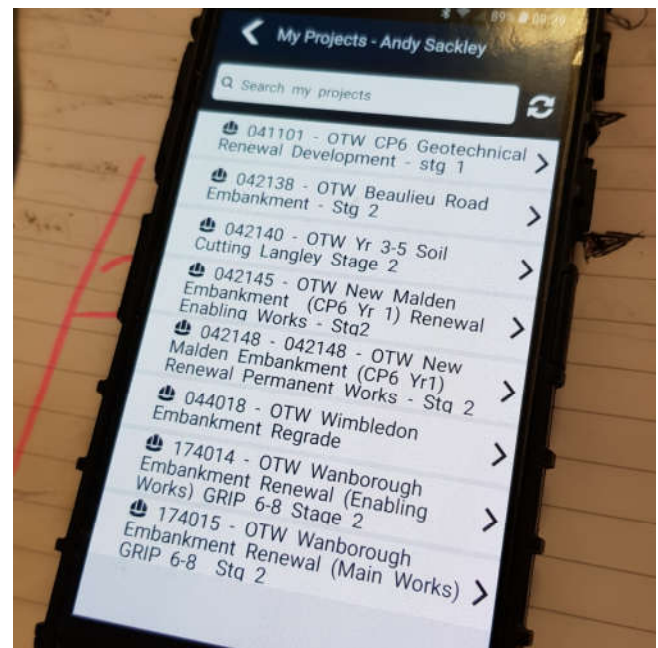 89% 08:29
My Projects - Andy Sackley
Search my projects
041101 - OTW CP6 Geotechnical
Renewal Development - stg 1
042138 - OTW Beaulieu Road
Embankment - Stg 2
042140 - OTW Yr 3-5 Soil
Cutting Langley Stage 2
042145 - OTW New Malden
Embankment (CP6 Yr 1) Renewal
Enabling Works - Stg2
042148 - 042148 - OTW New
Malden Embankment (CP6 Yr1)
Renewal Permanent Works - Stg 2
044018 - OTW Wimbledon
Embankment Regrade
174014 - OTW Wanborough
Embankment Renewal (Enabling
Works) GRIP 6-8 Stage 2
174015 - OTW Wanborough
Embankment Renewal (Main Works)
GRIP 6-8 Stg 2